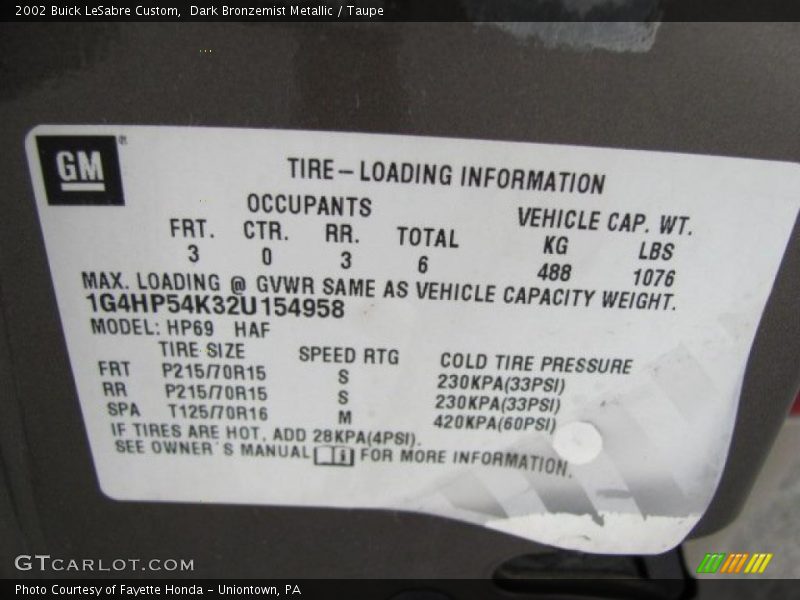 2002 Buick LeSabre Custom, Dark Bronzemist Metallic / Taupe
GM ®
TIRE-LOADING INFORMATION
OCCUPANTS VEHICLE CAP. WT.
FRT. CTR. RR. TOTAL KG LBS
3 0 3 6 488 1076
MAX. LOADING @ GVWR SAME AS VEHICLE CAPACITY WEIGHT.
1G4HP54K32U154958
MODEL: HP69 HAF
TIRE SIZE SPEED RTG COLD TIRE PRESSURE
FRT P215/70R15 S 230KPA(33PSI)
RR P215/70R15 S 230KPA(33PSI)
SPA T125/70R16 M 420KPA(60PSI)
IF TIRES ARE HOT, ADD 28KPA(4PSI).
SEE OWNER'S MANUAL i FOR MORE INFORMATION.
GTCARLOT.COM
Photo Courtesy of Fayette Honda - Uniontown, PA